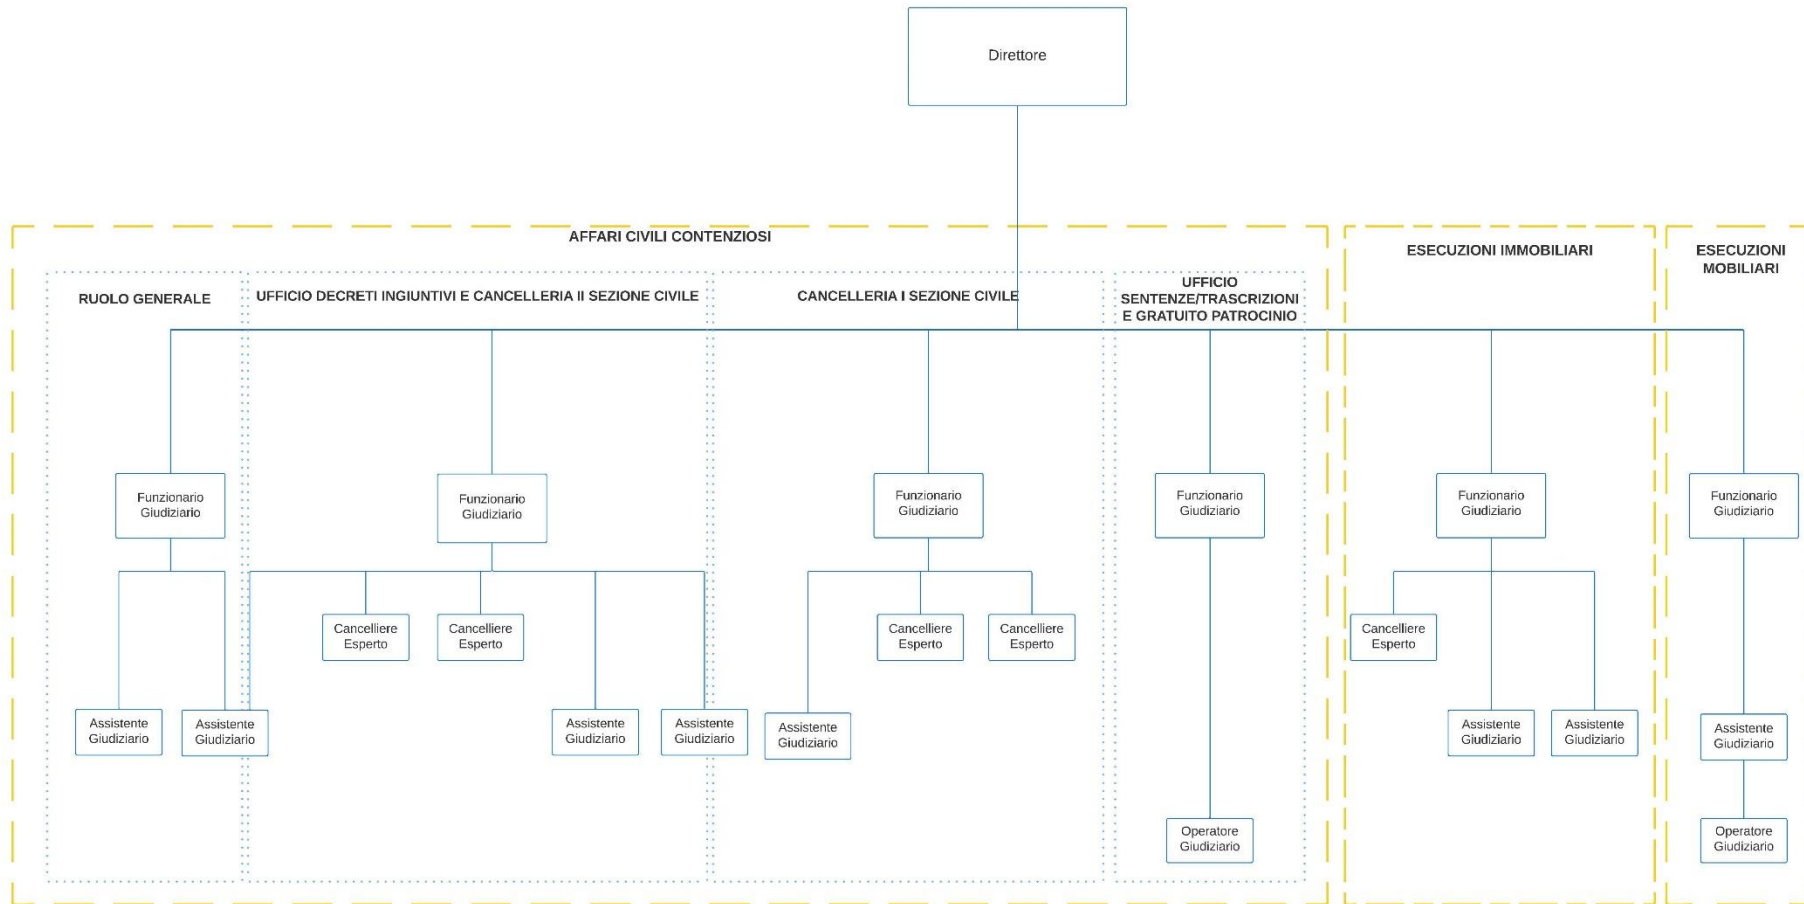 Direttore
AFFARI CIVILI CONTENZIOSI
ESECUZIONI IMMOBILIARI
ESECUZIONI
MOBILIARI
RUOLO GENERALE
UFFICIO DECRETI INGIUNTIVI E CANCELLERIA II SEZIONE CIVILE
CANCELLERIA I SEZIONE CIVILE
UFFICIO
SENTENZE/TRASCRIZIONI
E GRATUITO PATROCINIO
Funzionario
Giudiziario
Funzionario
Giudiziario
Funzionario
Giudiziario
Funzionario
Giudiziario
Funzionario
Giudiziario
Funzionario
Giudiziario
Cancelliere
Esperto
Cancelliere
Esperto
Cancelliere
Esperto
Cancelliere
Esperto
Cancelliere
Esperto
Assistente
Giudiziario
Assistente
Giudiziario
Assistente
Giudiziario
Assistente
Giudiziario
Assistente
Giudiziario
Assistente
Giudiziario
Assistente
Giudiziario
Assistente
Giudiziario
Operatore
Giudiziario
Operatore
Giudiziario